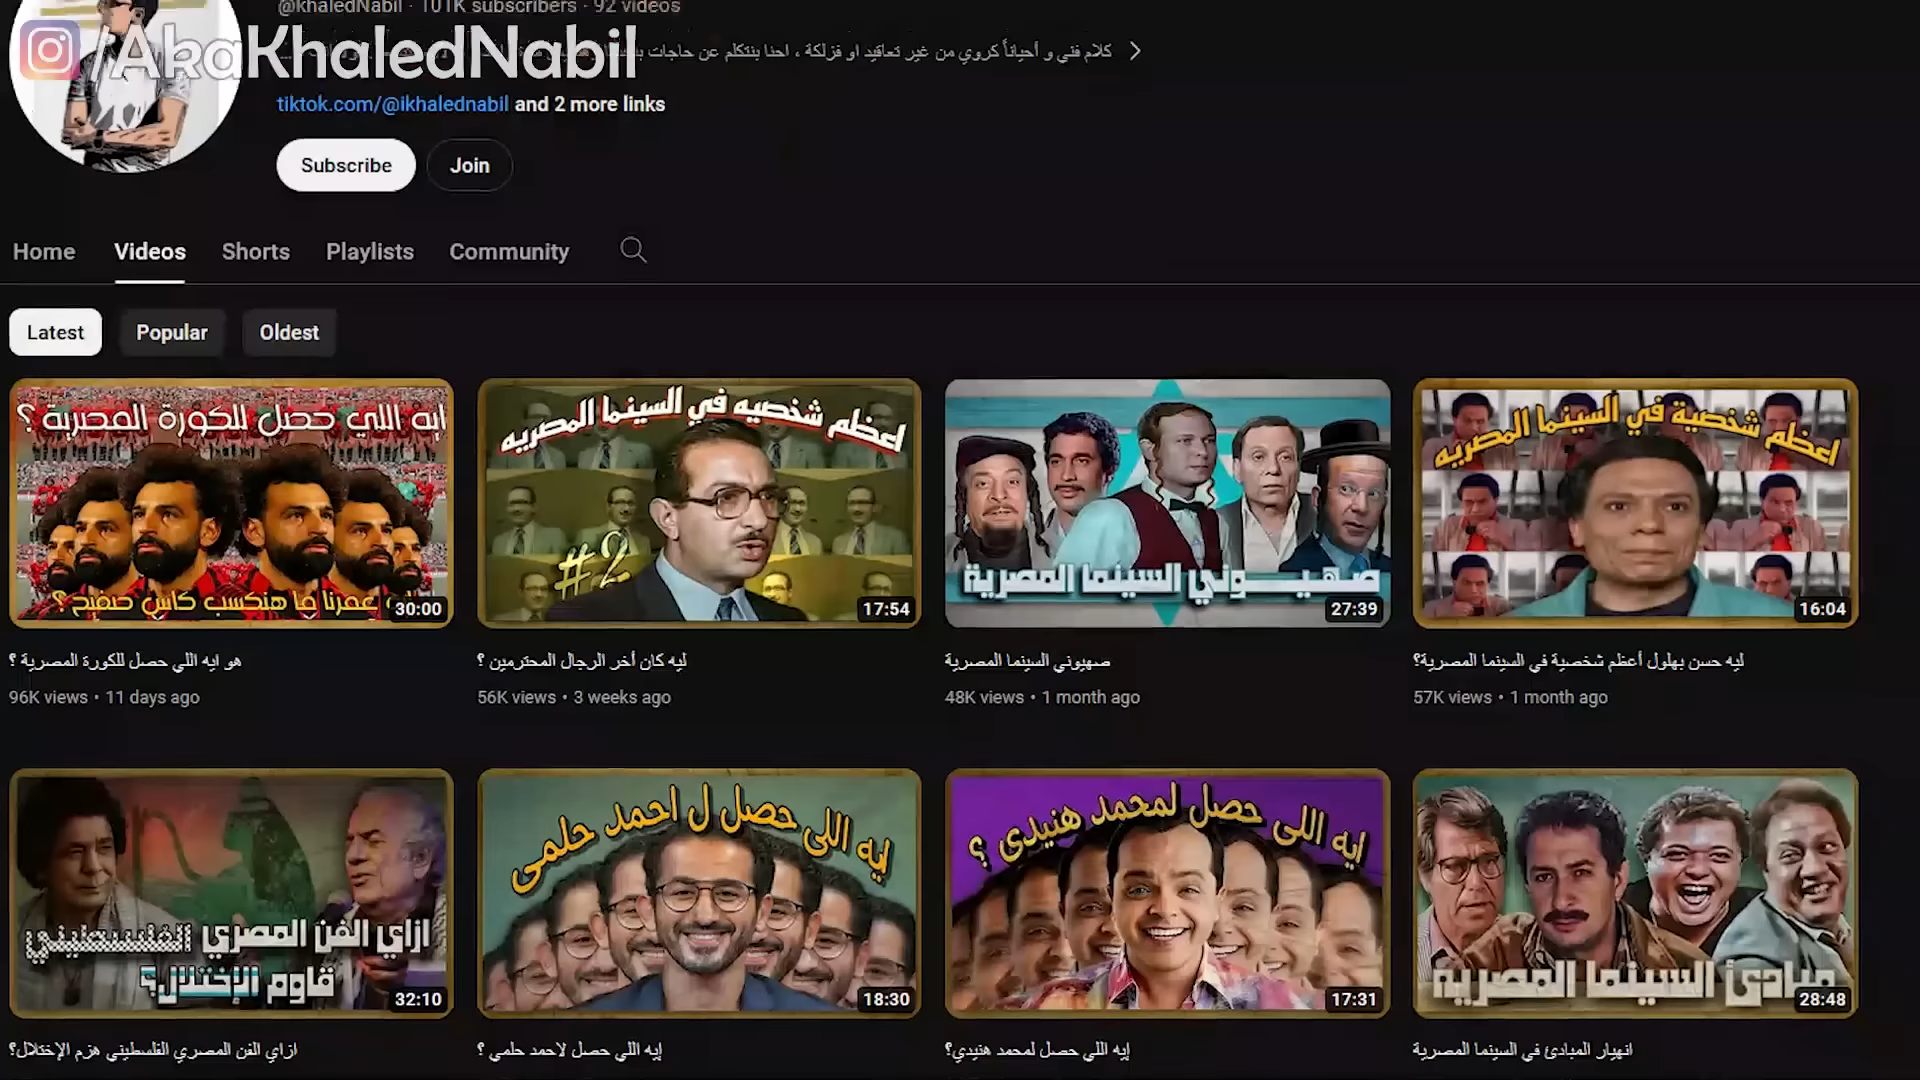 @khaledNabil · 101K subscribers · 92 videos
/AkaKhaledNabil
كلام فني و أحياناً كروي من غير تعاقيد او فزلكة ، احنا بنتكلم عن حاجات
tiktok.com/@ikhalednabil and 2 more links
Subscribe
Join
Home
Videos
Shorts
Playlists
Community
Latest
Popular
Oldest
ايه اللي حصل للكورة المصرية ؟
عمرنا ما هنكسب كاس صفيح ؟
30:00
اعظم شخصيه في السينما المصريه
#2
17:54
صهيوني السينما المصرية
27:39
اعظم شخصية في السينما المصريه
16:04
هو ايه اللي حصل للكورة المصرية ؟
96K views • 11 days ago
ليه كان أخر الرجال المحترمين ؟
56K views • 3 weeks ago
صهيوني السينما المصرية
48K views • 1 month ago
ليه حسن بهلول أعظم شخصية في السينما المصرية؟
57K views • 1 month ago
ازاي الفن المصري الفلسطيني
قاوم الإختلال؟
32:10
ايه اللى حصل ل احمد حلمى
18:30
ايه اللى حصل لمحمد هنيدى ؟
17:31
مبادئ السينما المصرية
28:48
ازاي الفن المصري الفلسطيني هزم الإختلال؟
إيه اللي حصل لاحمد حلمي ؟
إيه اللي حصل لمحمد هنيدي؟
انهيار المبادئ في السينما المصرية